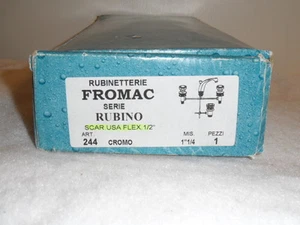 RUBINETTERIE
FROMAC
SERIE
RUBINO
SCAR.USA FLEX.1/2"
ART. MIS. PEZZI
244 CROMO 1"1/4 1